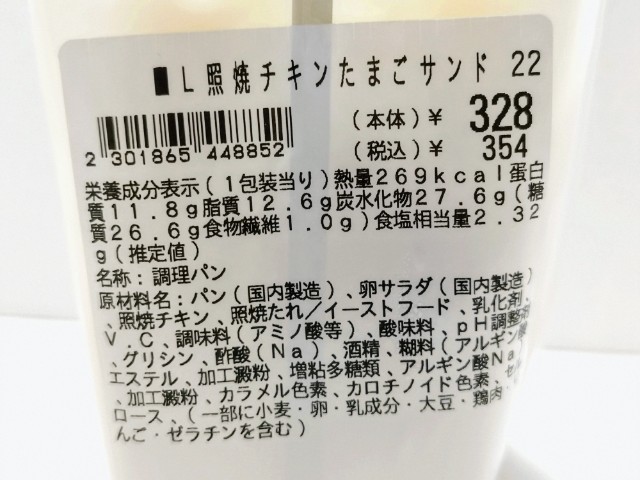 ■L照焼チキンたまごサンド 22
(本体)¥ 328
2 301865 448852
(税込)¥ 354
栄養成分表示(1包装当り)熱量269kcal蛋白
質11.8g脂質12.6g炭水化物27.6g(糖
質26.6g食物繊維1.0g)食塩相当量2.32
g(推定値)
名称:調理パン
原材料名:パン(国内製造)、卵サラダ(国内製造)
、照焼チキン、照焼たれ/イーストフード、乳化剤、
V.C、調味料(アミノ酸等)、酸味料、pH調整剤
、グリシン、酢酸(Na)、酒精、糊料(アルギン酸
エステル、加工澱粉、増粘多糖類、アルギン酸Na
、加工澱粉、カラメル色素、カロチノイド色素、セル
ロース、(一部に小麦・卵・乳成分・大豆・鶏肉・
んご・ゼラチンを含む)